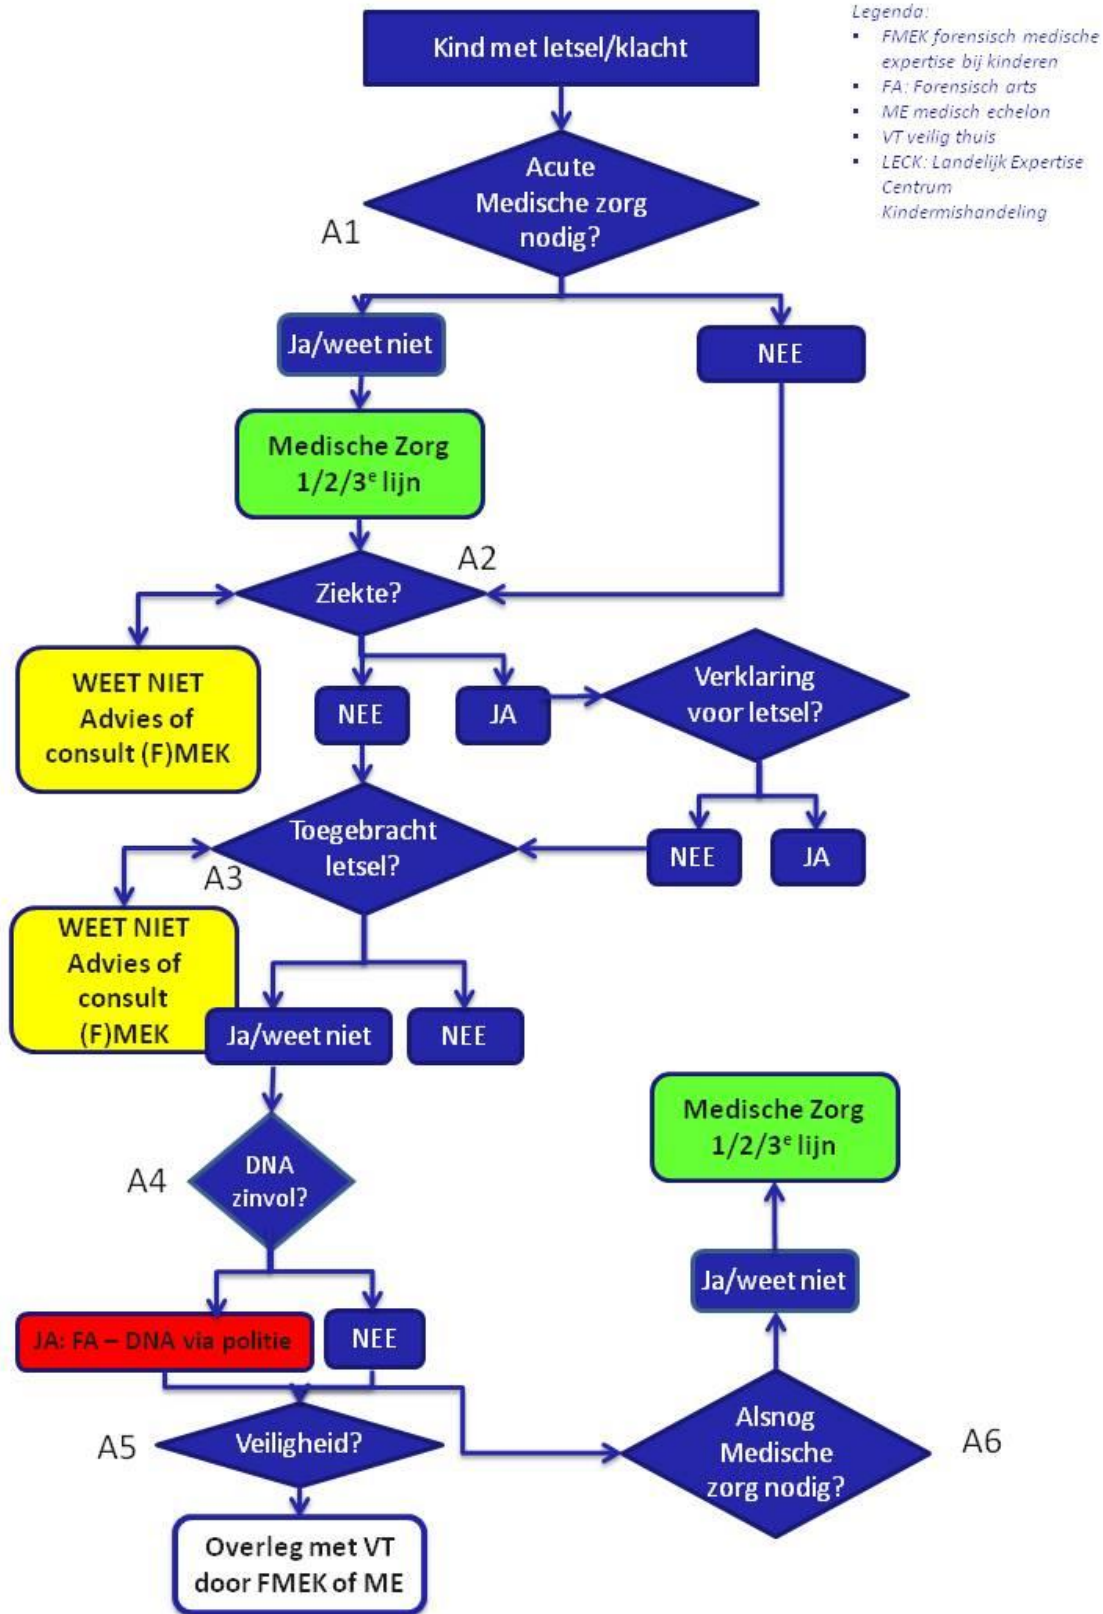 Legenda:
▪ FMEK forensisch medische
expertise bij kinderen
▪ FA: Forensisch arts
▪ ME medisch echelon
▪ VT veilig thuis
▪ LECK: Landelijk Expertise
Centrum
Kindermishandeling
Kind met letsel/klacht
Acute
Medische zorg
nodig?
A1
Ja/weet niet
NEE
Medische Zorg
1/2/3e lijn
A2
Ziekte?
WEET NIET
Advies of
consult (F)MEK
NEE
JA
Verklaring
voor letsel?
Toegebracht
letsel?
NEE
JA
A3
WEET NIET
Advies of
consult
(F)MEK
Ja/weet niet
NEE
Medische Zorg
1/2/3e lijn
A4
DNA
zinvol?
Ja/weet niet
JA: FA – DNA via politie
NEE
A5
Veiligheid?
Alsnog
Medische
zorg nodig?
A6
Overleg met VT
door FMEK of ME